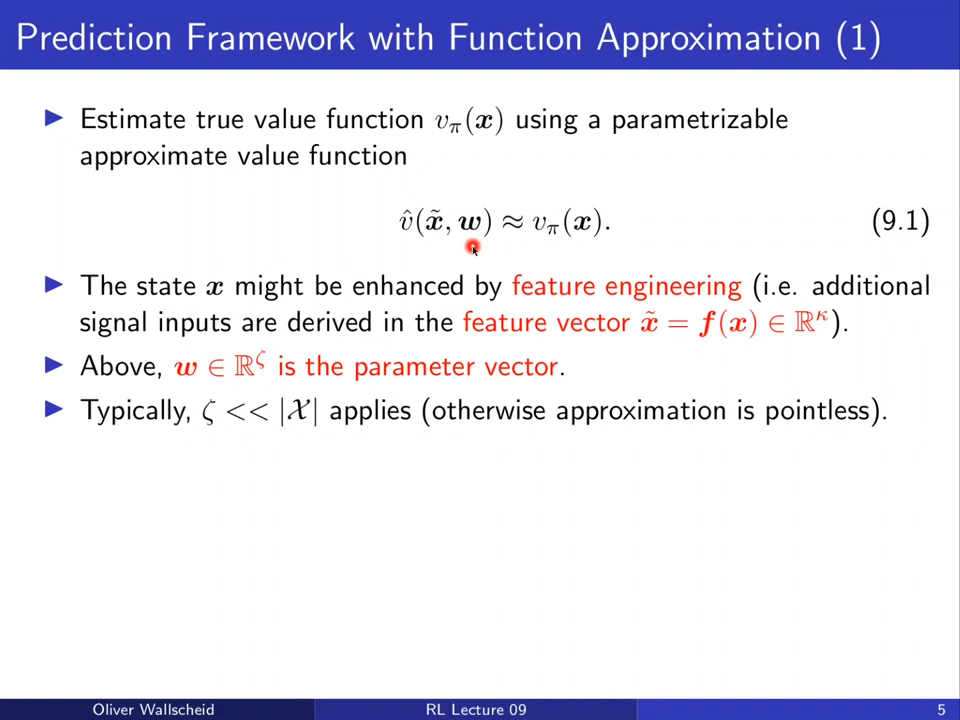 Prediction Framework with Function Approximation (1)
▶ Estimate true value function vπ(x) using a parametrizable
approximate value function
v̂(x̃, w) ≈ vπ(x). (9.1)
▶ The state x might be enhanced by feature engineering (i.e. additional
signal inputs are derived in the feature vector x̃ = f(x) ∈ ℝ^κ).
▶ Above, w ∈ ℝ^ζ is the parameter vector.
▶ Typically, ζ << |𝒳| applies (otherwise approximation is pointless).
Oliver Wallscheid RL Lecture 09 5